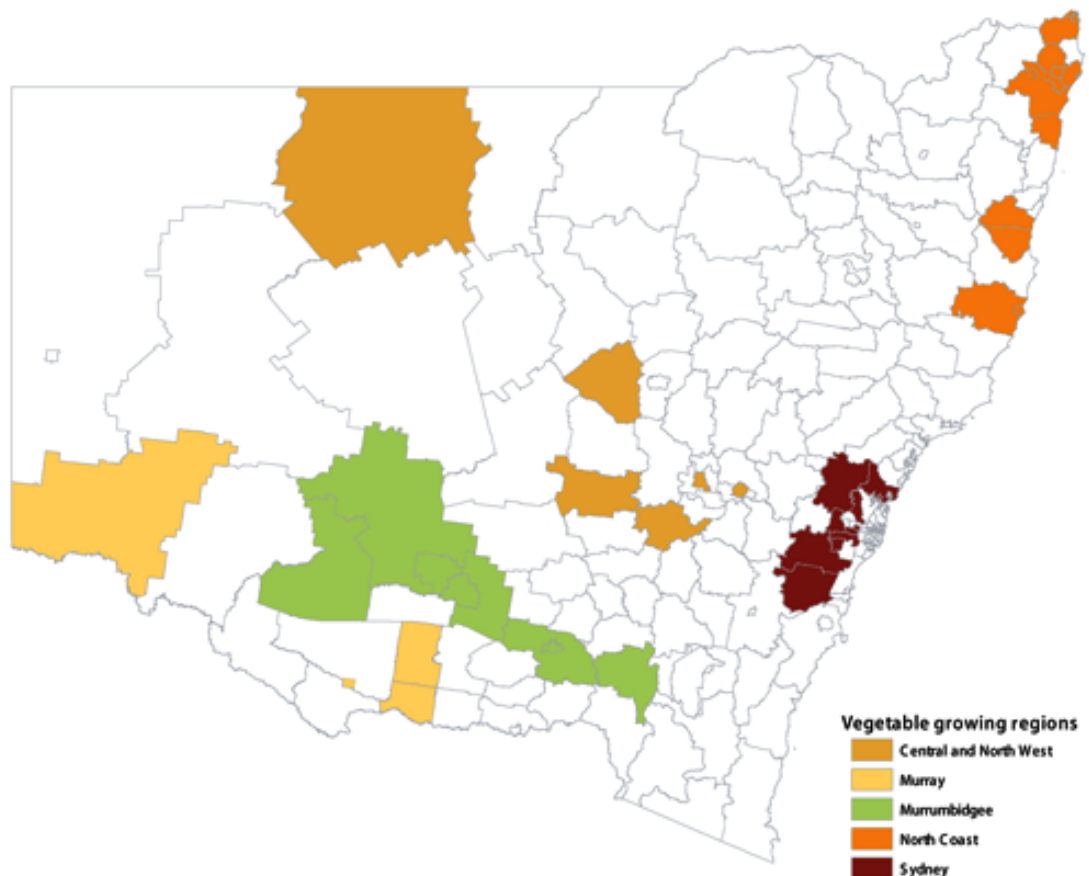 Vegetable growing regions
Central and North West
Murray
Murrumbidgee
North Coast
Sydney